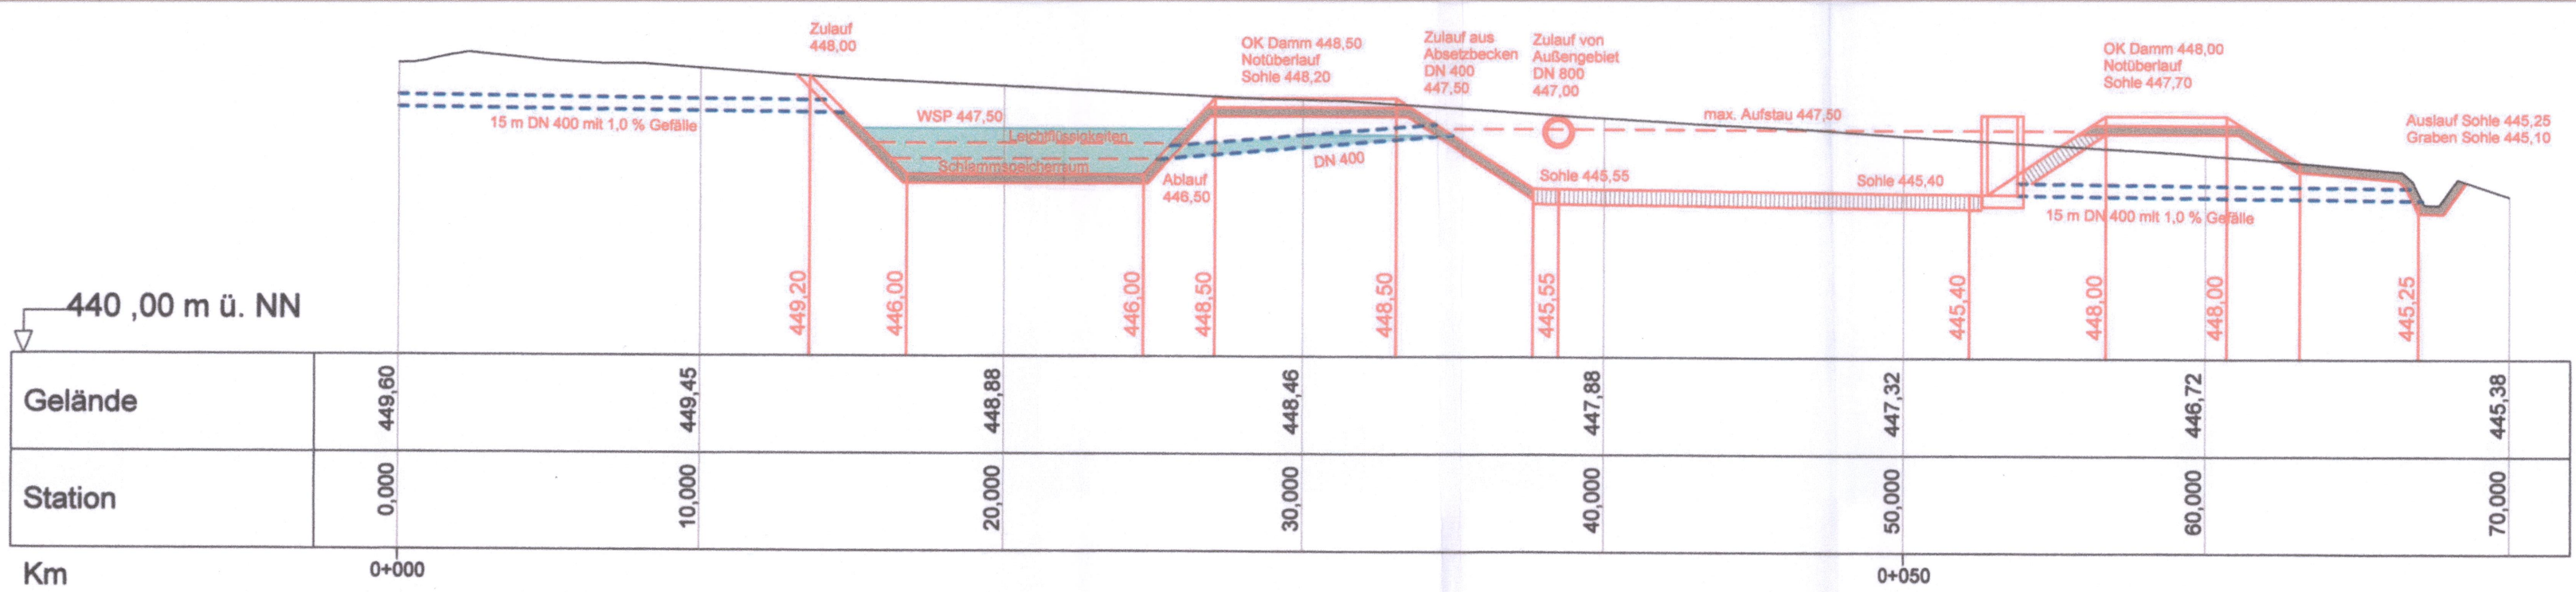 Zulauf
448,00
OK Damm 448,50
Notüberlauf
Sohle 448,20
Zulauf aus
Absetzbecken
DN 400
447,50
Zulauf von
Außengebiet
DN 800
447,00
OK Damm 448,00
Notüberlauf
Sohle 447,70
Auslauf Sohle 445,25
Graben Sohle 445,10
15 m DN 400 mit 1,0 % Gefälle
WSP 447,50
Leichtflüssigkeiten
Schlammspeicherraum
Ablauf
446,50
DN 400
max. Aufstau 447,50
Sohle 445,55
Sohle 445,40
15 m DN 400 mit 1,0 % Gefälle
440 ,00 m ü. NN
449,20
446,00
446,00
448,50
448,50
445,55
445,40
448,00
448,00
445,25
Gelände 449,60 449,45 448,88 448,46 447,88 447,32 446,72 445,38
Station 0,000 10,000 20,000 30,000 40,000 50,000 60,000 70,000
Km 0+000 0+050